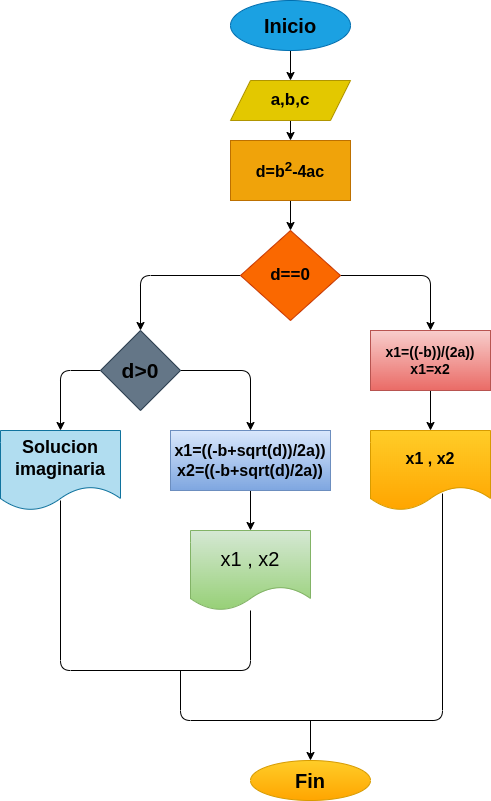 Inicio
a,b,c
d=b²-4ac
d==0
d>0
x1=((-b))/(2a))
x1=x2
Solucion
imaginaria
x1=((-b+sqrt(d))/2a))
x2=((-b+sqrt(d)/2a))
x1 , x2
x1 , x2
Fin